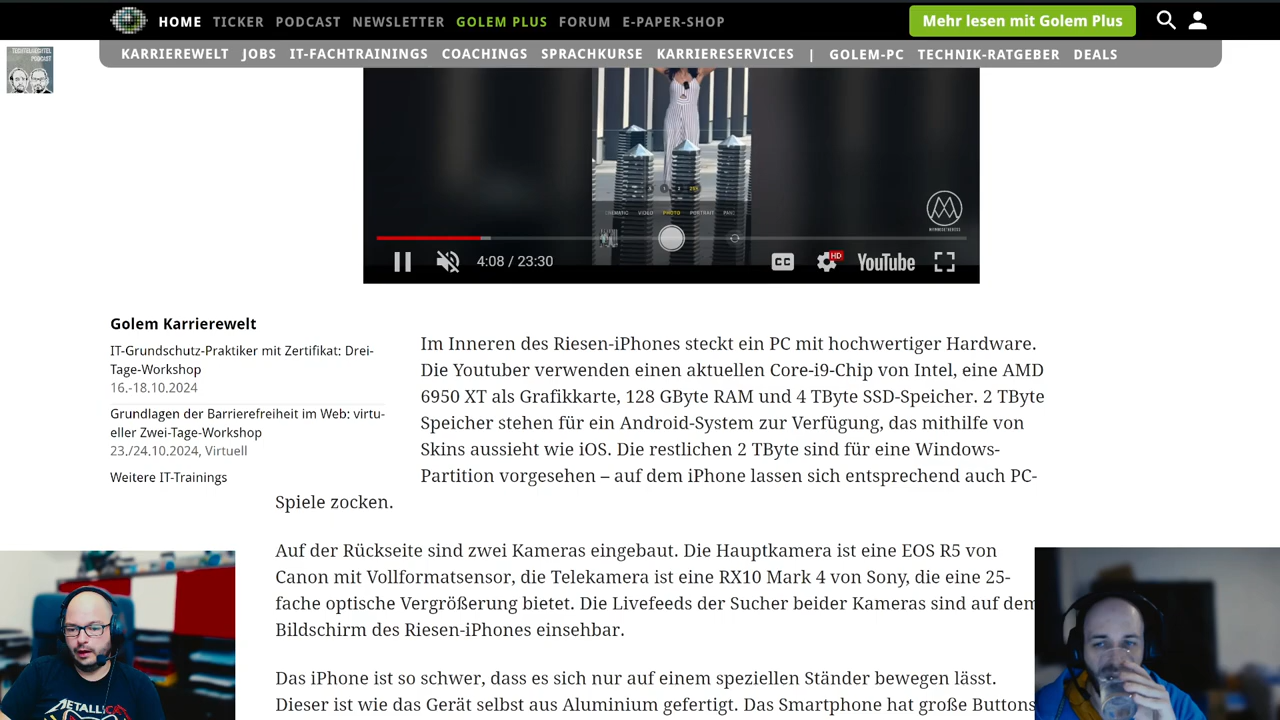 HOME TICKER PODCAST NEWSLETTER GOLEM PLUS FORUM E-PAPER-SHOP Mehr lesen mit Golem Plus
KARRIEREWELT JOBS IT-FACHTRAININGS COACHINGS SPRACHKURSE KARRIERESERVICES | GOLEM-PC TECHNIK-RATGEBER DEALS
PODCAST
VIDEO PHOTO PORTRAIT
4:08 / 23:30 CC HD YouTube
Golem Karrierewelt
IT-Grundschutz-Praktiker mit Zertifikat: Drei-
Tage-Workshop
16.-18.10.2024
Grundlagen der Barrierefreiheit im Web: virtu-
eller Zwei-Tage-Workshop
23./24.10.2024, Virtuell
Weitere IT-Trainings
Im Inneren des Riesen-iPhones steckt ein PC mit hochwertiger Hardware.
Die Youtuber verwenden einen aktuellen Core-i9-Chip von Intel, eine AMD
6950 XT als Grafikkarte, 128 GByte RAM und 4 TByte SSD-Speicher. 2 TByte
Speicher stehen für ein Android-System zur Verfügung, das mithilfe von
Skins aussieht wie iOS. Die restlichen 2 TByte sind für eine Windows-
Partition vorgesehen – auf dem iPhone lassen sich entsprechend auch PC-
Spiele zocken.
Auf der Rückseite sind zwei Kameras eingebaut. Die Hauptkamera ist eine EOS R5 von
Canon mit Vollformatsensor, die Telekamera ist eine RX10 Mark 4 von Sony, die eine 25-
fache optische Vergrößerung bietet. Die Livefeeds der Sucher beider Kameras sind auf dem
Bildschirm des Riesen-iPhones einsehbar.
Das iPhone ist so schwer, dass es sich nur auf einem speziellen Ständer bewegen lässt.
Dieser ist wie das Gerät selbst aus Aluminium gefertigt. Das Smartphone hat große Buttons
METALLICA